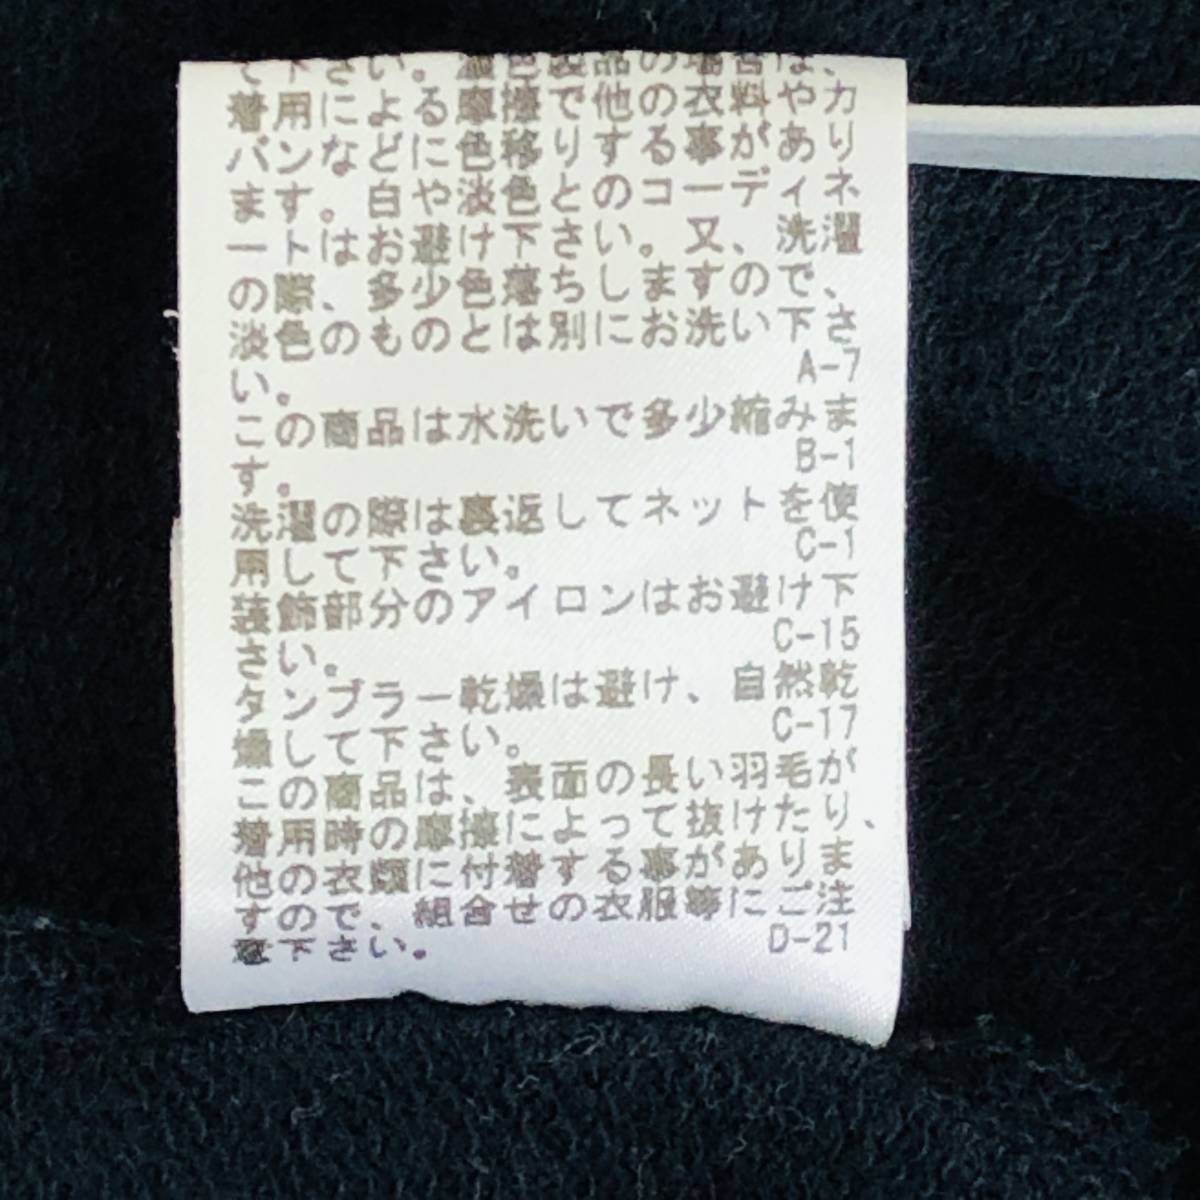 て下さい。濃色製品の場合は、
着用による摩擦で他の衣料やカ
バンなどに色移りする事があり
ます。白や淡色とのコーディネ
ートはお避け下さい。又、洗濯
の際、多少色落ちしますので、
淡色のものとは別にお洗い下さ
い。 A-7
この商品は水洗いで多少縮みま
す。 B-1
洗濯の際は裏返してネットを使
用して下さい。 C-1
装飾部分のアイロンはお避け下
さい。 C-15
タンブラー乾燥は避け、自然乾
燥して下さい。 C-17
この商品は、表面の長い羽毛が
着用時の摩擦によって抜けたり、
他の衣類に付着する事がありま
すので、組合せの衣服等にご注
意下さい。 D-21